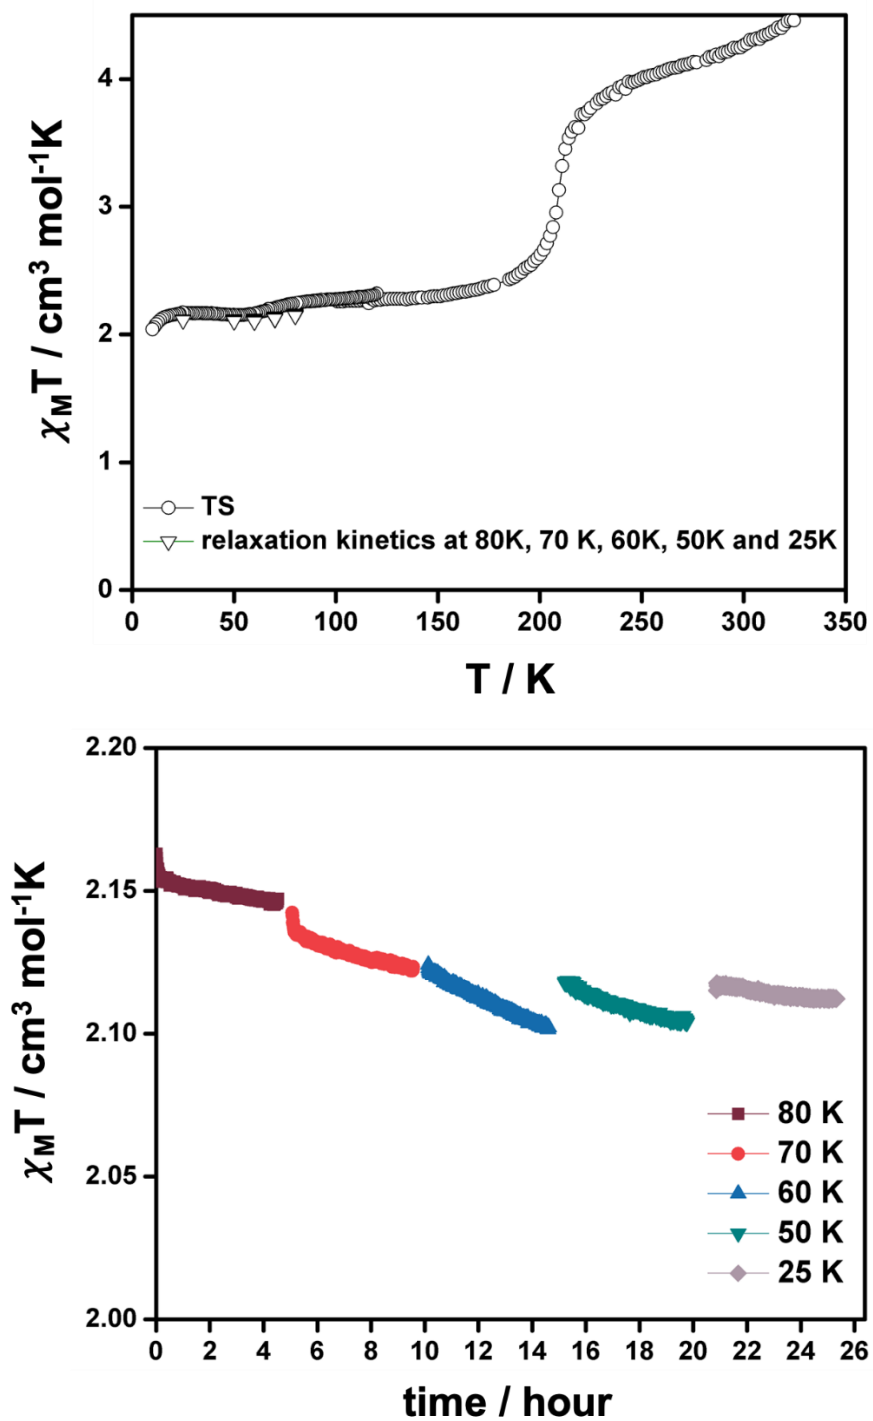 4
3
2
1
0
χMT / cm³ mol⁻¹K
TS
relaxation kinetics at 80K, 70 K, 60K, 50K and 25K
0 50 100 150 200 250 300 350
T / K
2.20
2.15
2.10
2.05
2.00
χMT / cm³ mol⁻¹K
80 K
70 K
60 K
50 K
25 K
0 2 4 6 8 10 12 14 16 18 20 22 24 26
time / hour